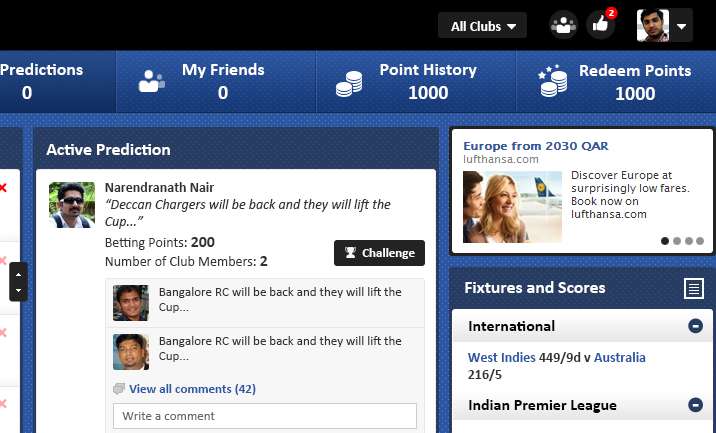 All Clubs
2
Predictions
0
My Friends
0
Point History
1000
Redeem Points
1000
Active Prediction
Narendranath Nair
“Deccan Chargers will be back and they will lift the
Cup...”
Betting Points: 200
Number of Club Members: 2
Challenge
Bangalore RC will be back and they will lift the
Cup...
Bangalore RC will be back and they will lift the
Cup...
View all comments (42)
Write a comment
Europe from 2030 QAR
lufthansa.com
Discover Europe at
surprisingly low fares.
Book now on
lufthansa.com
Fixtures and Scores
International
West Indies 449/9d v Australia
216/5
Indian Premier League